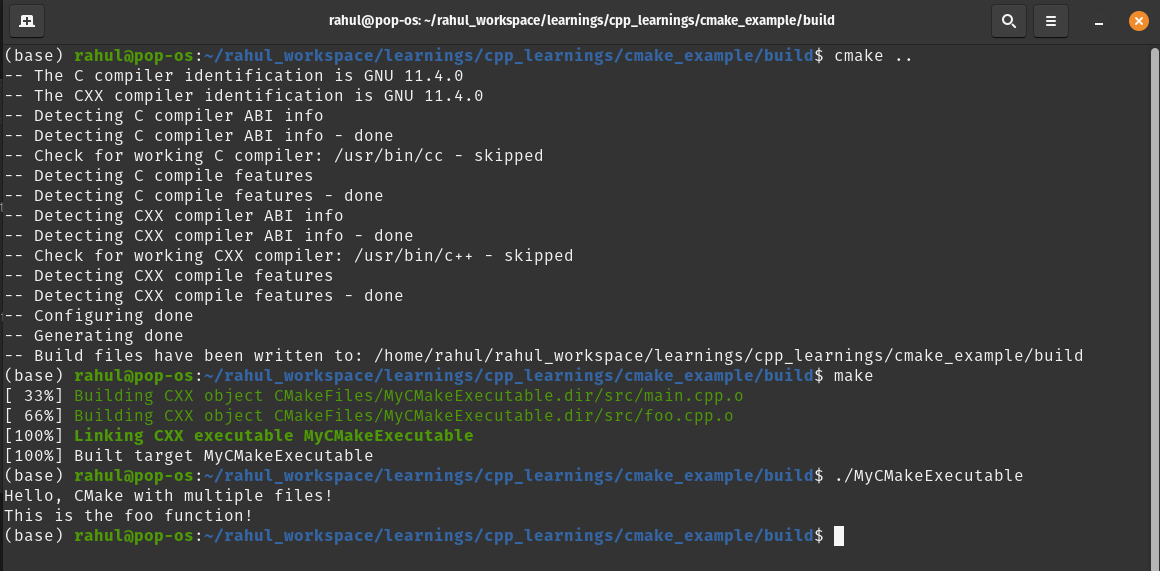 rahul@pop-os: ~/rahul_workspace/learnings/cpp_learnings/cmake_example/build
(base) rahul@pop-os:~/rahul_workspace/learnings/cpp_learnings/cmake_example/build$ cmake ..
-- The C compiler identification is GNU 11.4.0
-- The CXX compiler identification is GNU 11.4.0
-- Detecting C compiler ABI info
-- Detecting C compiler ABI info - done
-- Check for working C compiler: /usr/bin/cc - skipped
-- Detecting C compile features
-- Detecting C compile features - done
-- Detecting CXX compiler ABI info
-- Detecting CXX compiler ABI info - done
-- Check for working CXX compiler: /usr/bin/c++ - skipped
-- Detecting CXX compile features
-- Detecting CXX compile features - done
-- Configuring done
-- Generating done
-- Build files have been written to: /home/rahul/rahul_workspace/learnings/cpp_learnings/cmake_example/build
(base) rahul@pop-os:~/rahul_workspace/learnings/cpp_learnings/cmake_example/build$ make
[ 33%] Building CXX object CMakeFiles/MyCMakeExecutable.dir/src/main.cpp.o
[ 66%] Building CXX object CMakeFiles/MyCMakeExecutable.dir/src/foo.cpp.o
[100%] Linking CXX executable MyCMakeExecutable
[100%] Built target MyCMakeExecutable
(base) rahul@pop-os:~/rahul_workspace/learnings/cpp_learnings/cmake_example/build$ ./MyCMakeExecutable
Hello, CMake with multiple files!
This is the foo function!
(base) rahul@pop-os:~/rahul_workspace/learnings/cpp_learnings/cmake_example/build$